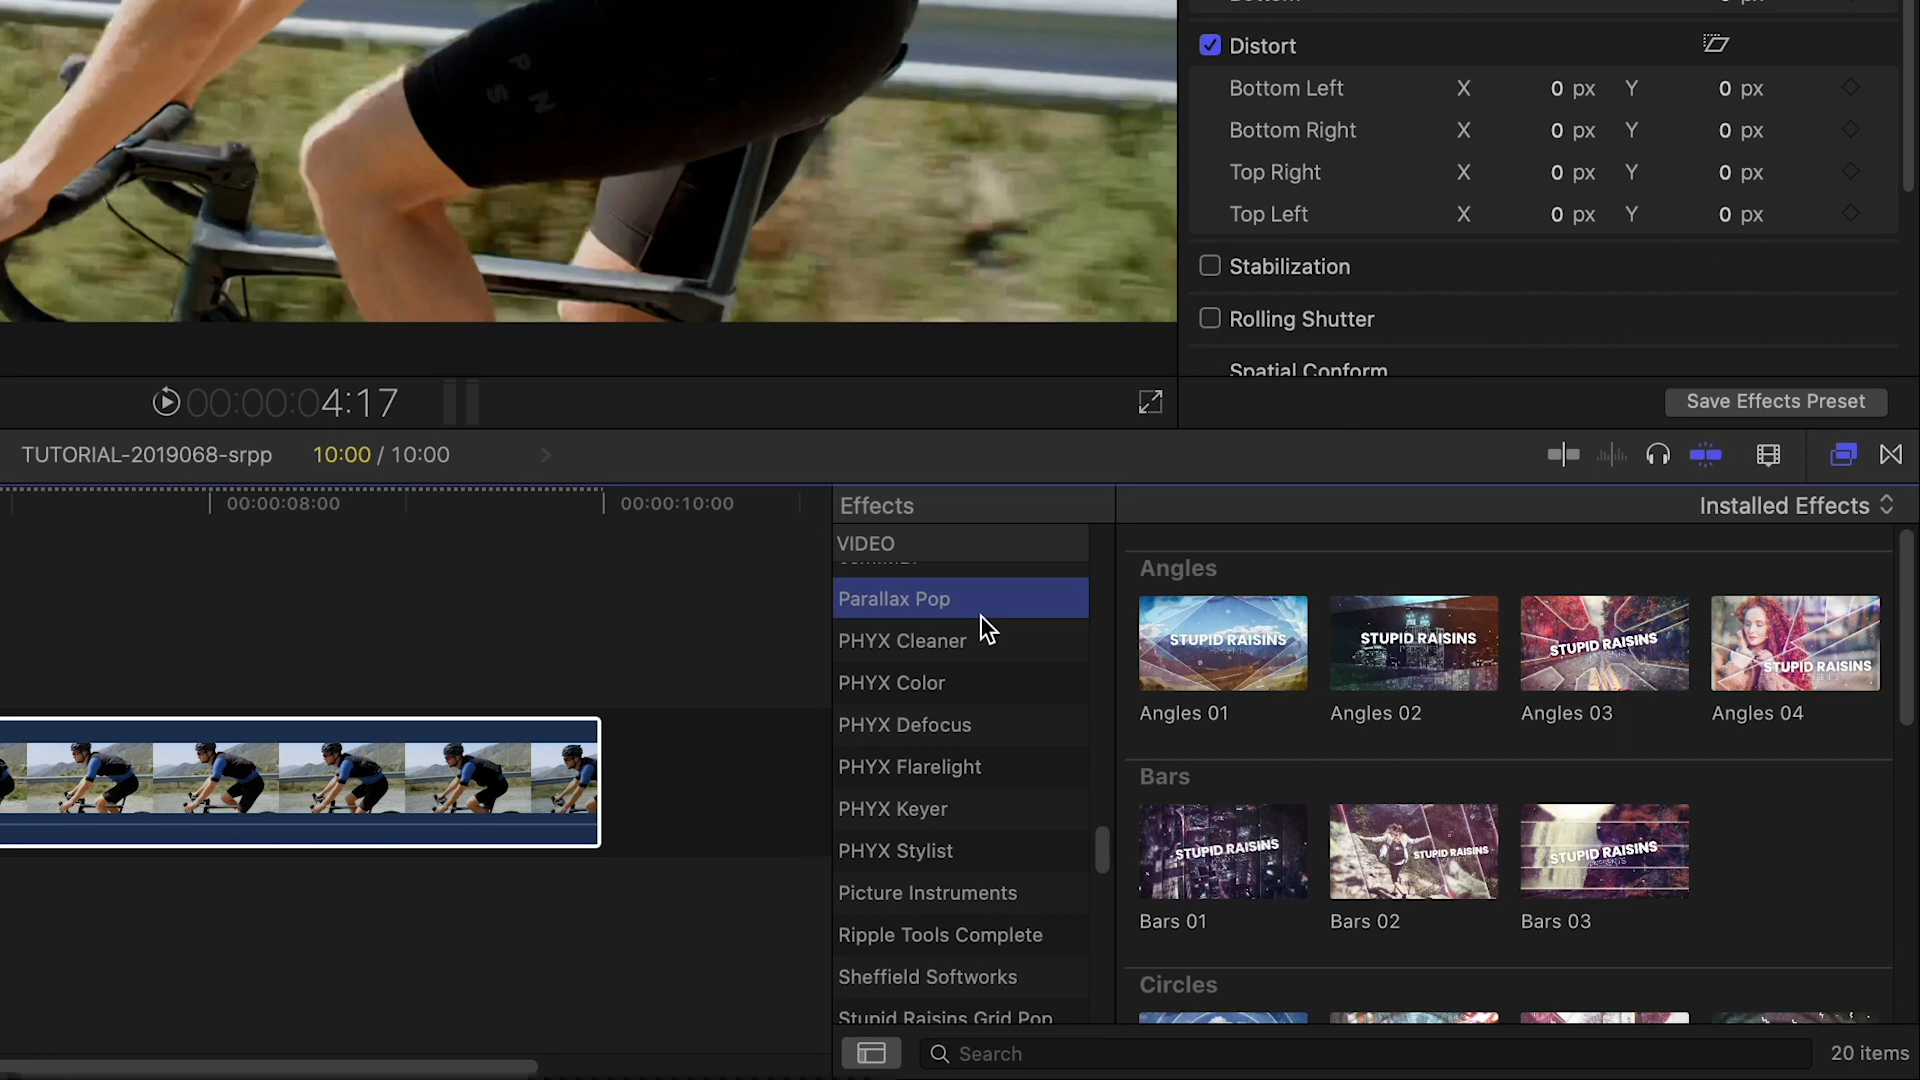 Distort
Bottom Left X 0 px Y 0 px
Bottom Right X 0 px Y 0 px
Top Right X 0 px Y 0 px
Top Left X 0 px Y 0 px
Stabilization
Rolling Shutter
Spatial Conform
PNS
00:00:04:17
Save Effects Preset
TUTORIAL-2019068-srpp 10:00 / 10:00
00:00:08:00 00:00:10:00
Effects
Installed Effects
VIDEO
Parallax Pop
PHYX Cleaner
PHYX Color
PHYX Defocus
PHYX Flarelight
PHYX Keyer
PHYX Stylist
Picture Instruments
Ripple Tools Complete
Sheffield Softworks
Stupid Raisins Grid Pop
Angles
STUPID RAISINS
PRESENTS
STUPID RAISINS
PRESENTS
STUPID RAISINS
PRESENTS
STUPID RAISINS
Angles 01 Angles 02 Angles 03 Angles 04
Bars
STUPID RAISINS
STUPID RAISINS
STUPID RAISINS
Bars 01 Bars 02 Bars 03
Circles
Search
20 items